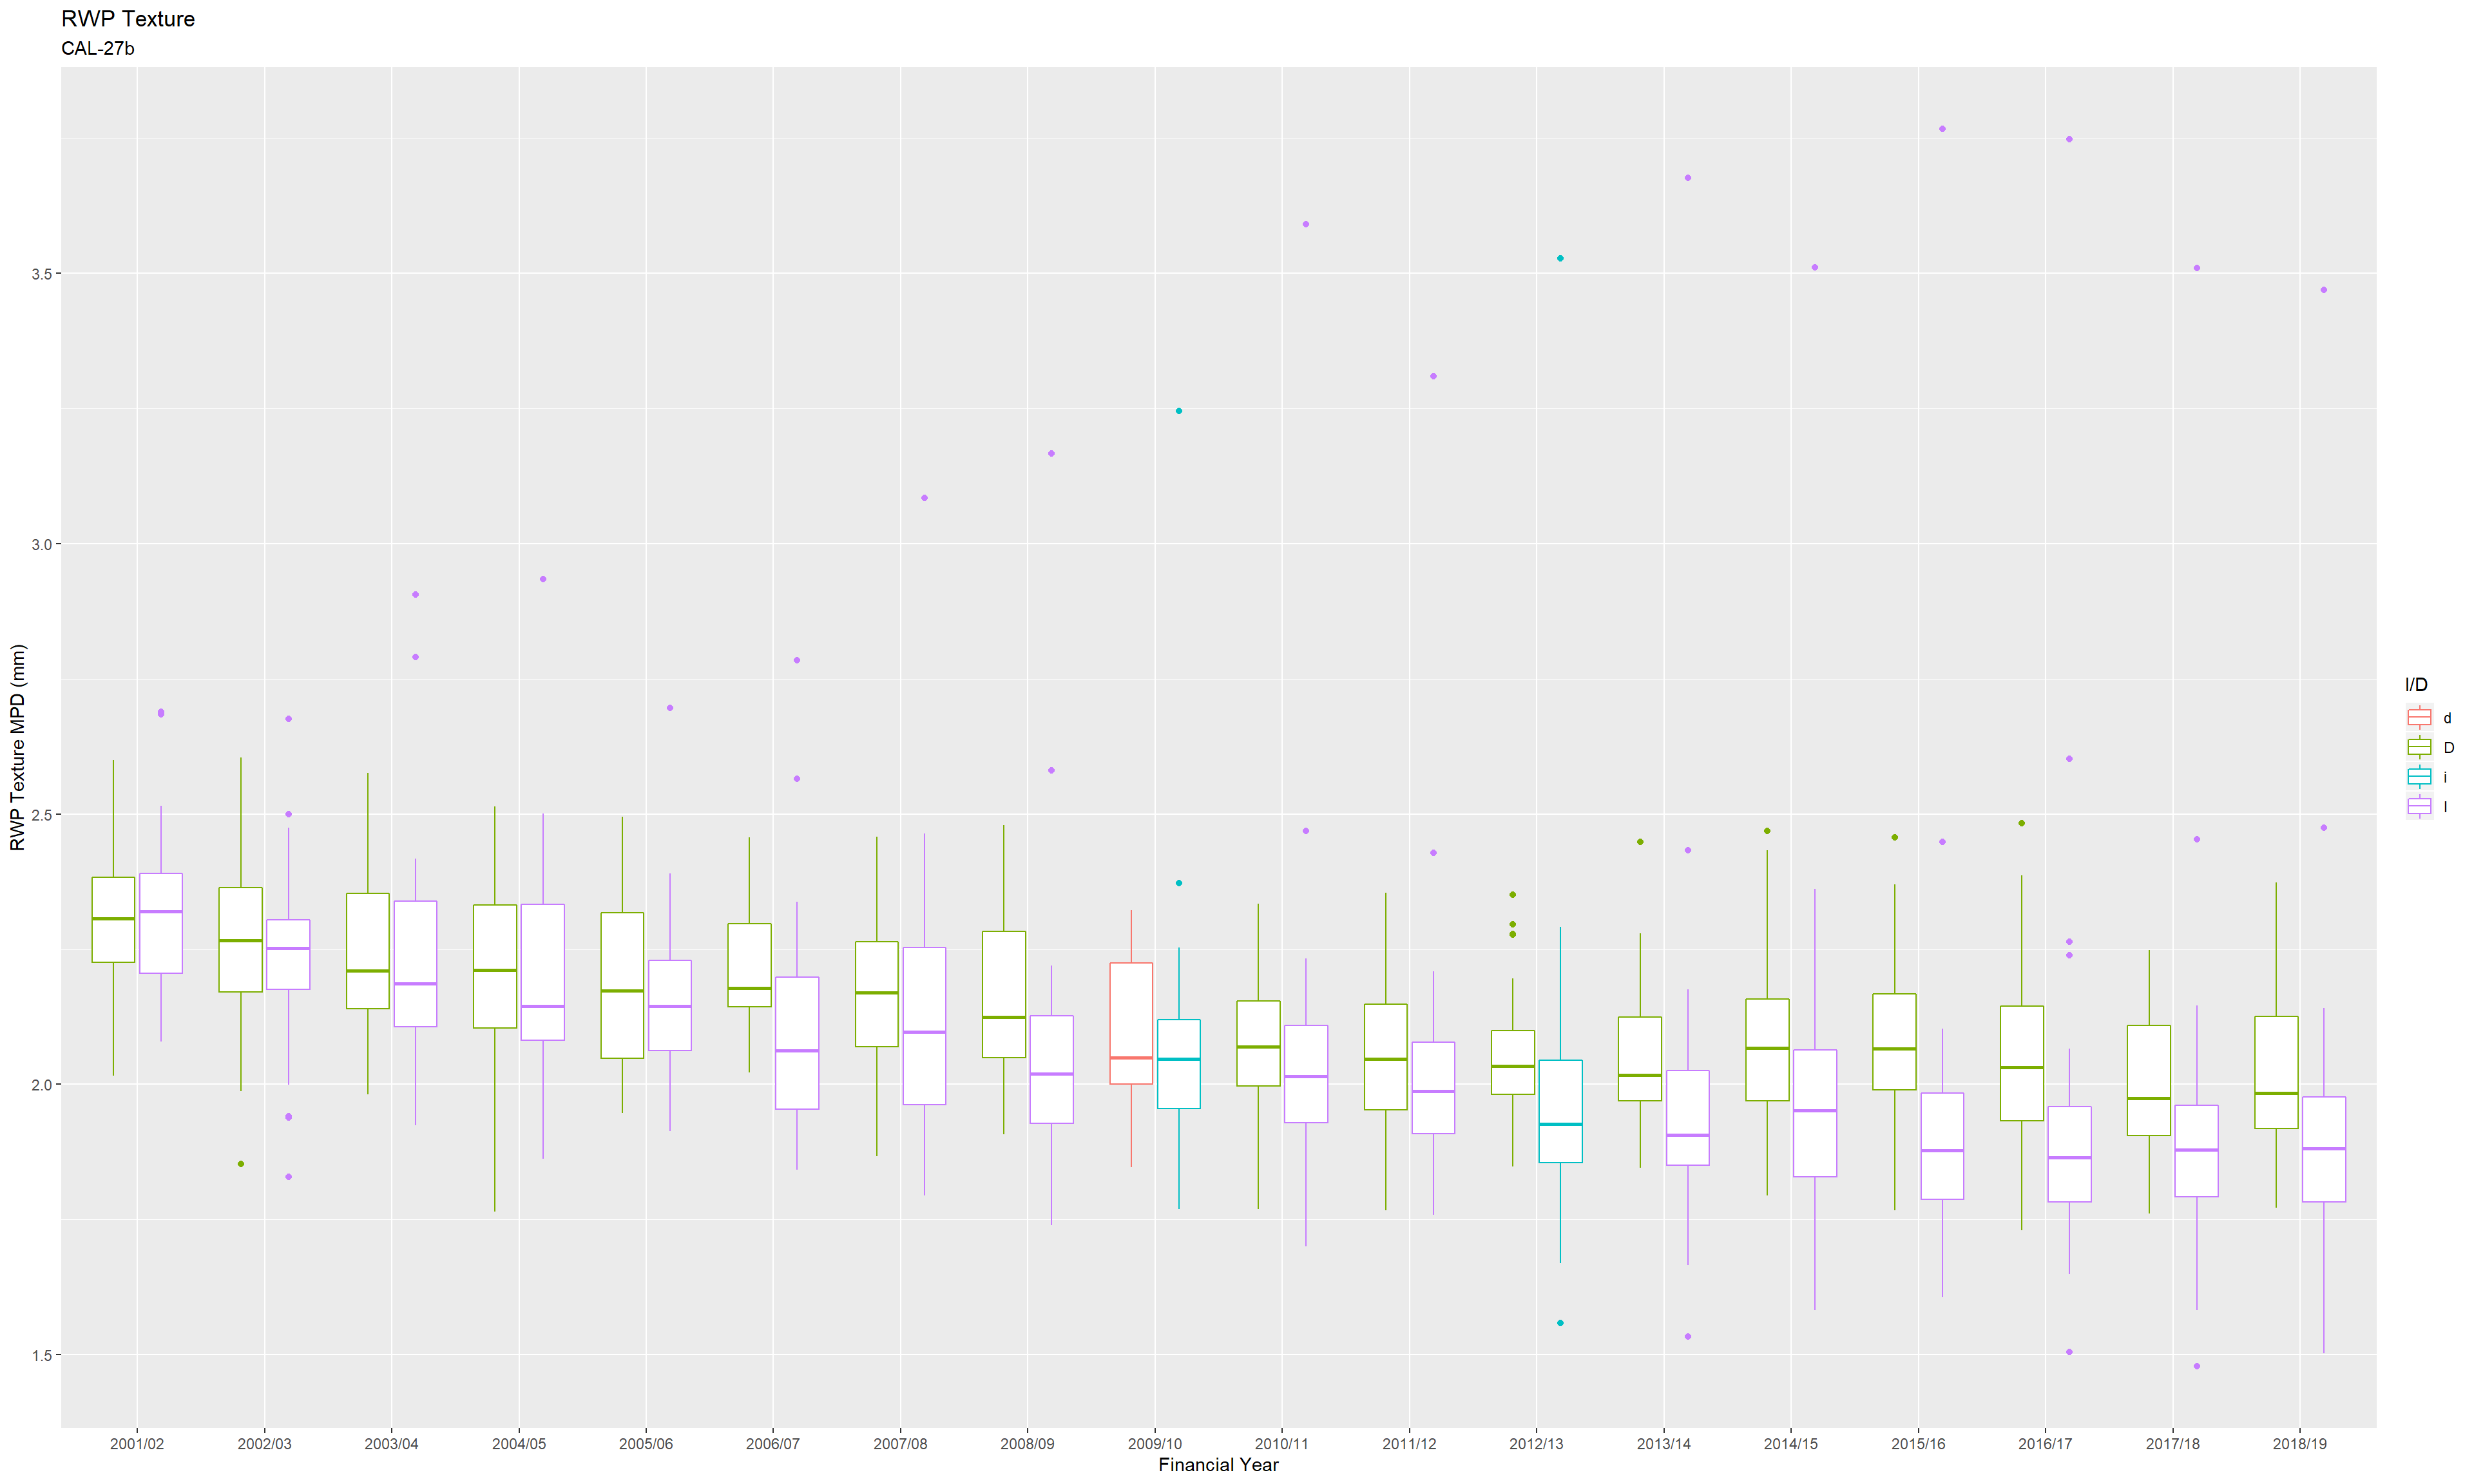 RWP Texture
CAL-27b
RWP Texture MPD (mm)
3.5
3.0
2.5
2.0
1.5
2001/02 2002/03 2003/04 2004/05 2005/06 2006/07 2007/08 2008/09 2009/10 2010/11 2011/12 2012/13 2013/14 2014/15 2015/16 2016/17 2017/18 2018/19
Financial Year
I/D
d
D
i
I